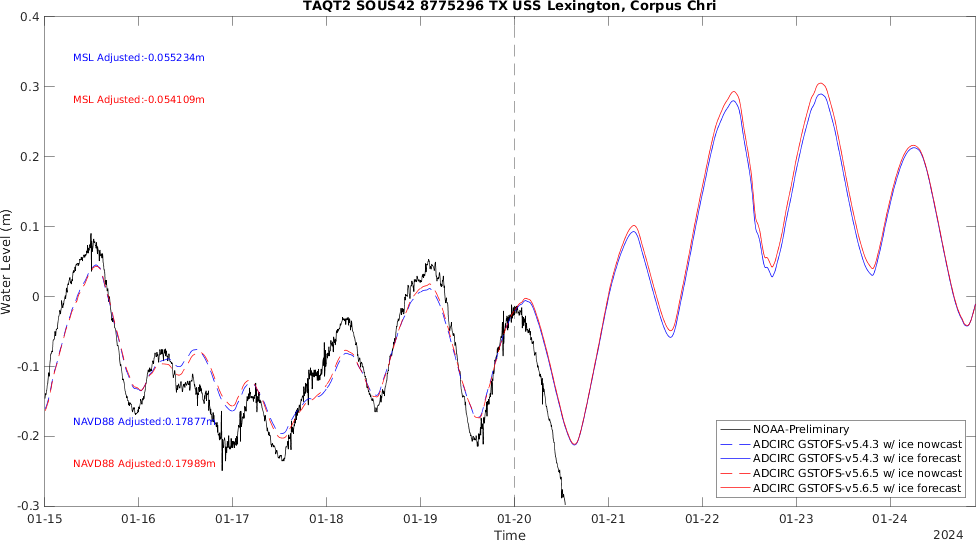 TAQT2 SOUS42 8775296 TX USS Lexington, Corpus Chri
0.4
MSL Adjusted:-0.055234m
0.3
MSL Adjusted:-0.054109m
0.2
0.1
Water Level (m)
0
-0.1
NAVD88 Adjusted:0.17877m
-0.2
NAVD88 Adjusted:0.17989m
-0.3
NOAA-Preliminary
ADCIRC GSTOFS-v5.4.3 w/ ice nowcast
ADCIRC GSTOFS-v5.4.3 w/ ice forecast
ADCIRC GSTOFS-v5.6.5 w/ ice nowcast
ADCIRC GSTOFS-v5.6.5 w/ ice forecast
01-15 01-16 01-17 01-18 01-19 01-20 01-21 01-22 01-23 01-24
Time
2024